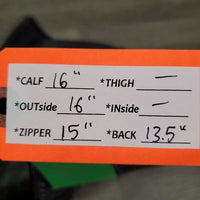 *CALF 16" *THIGH —
*OUTside 16" *INside —
*ZIPPER 15" *BACK 13.5"